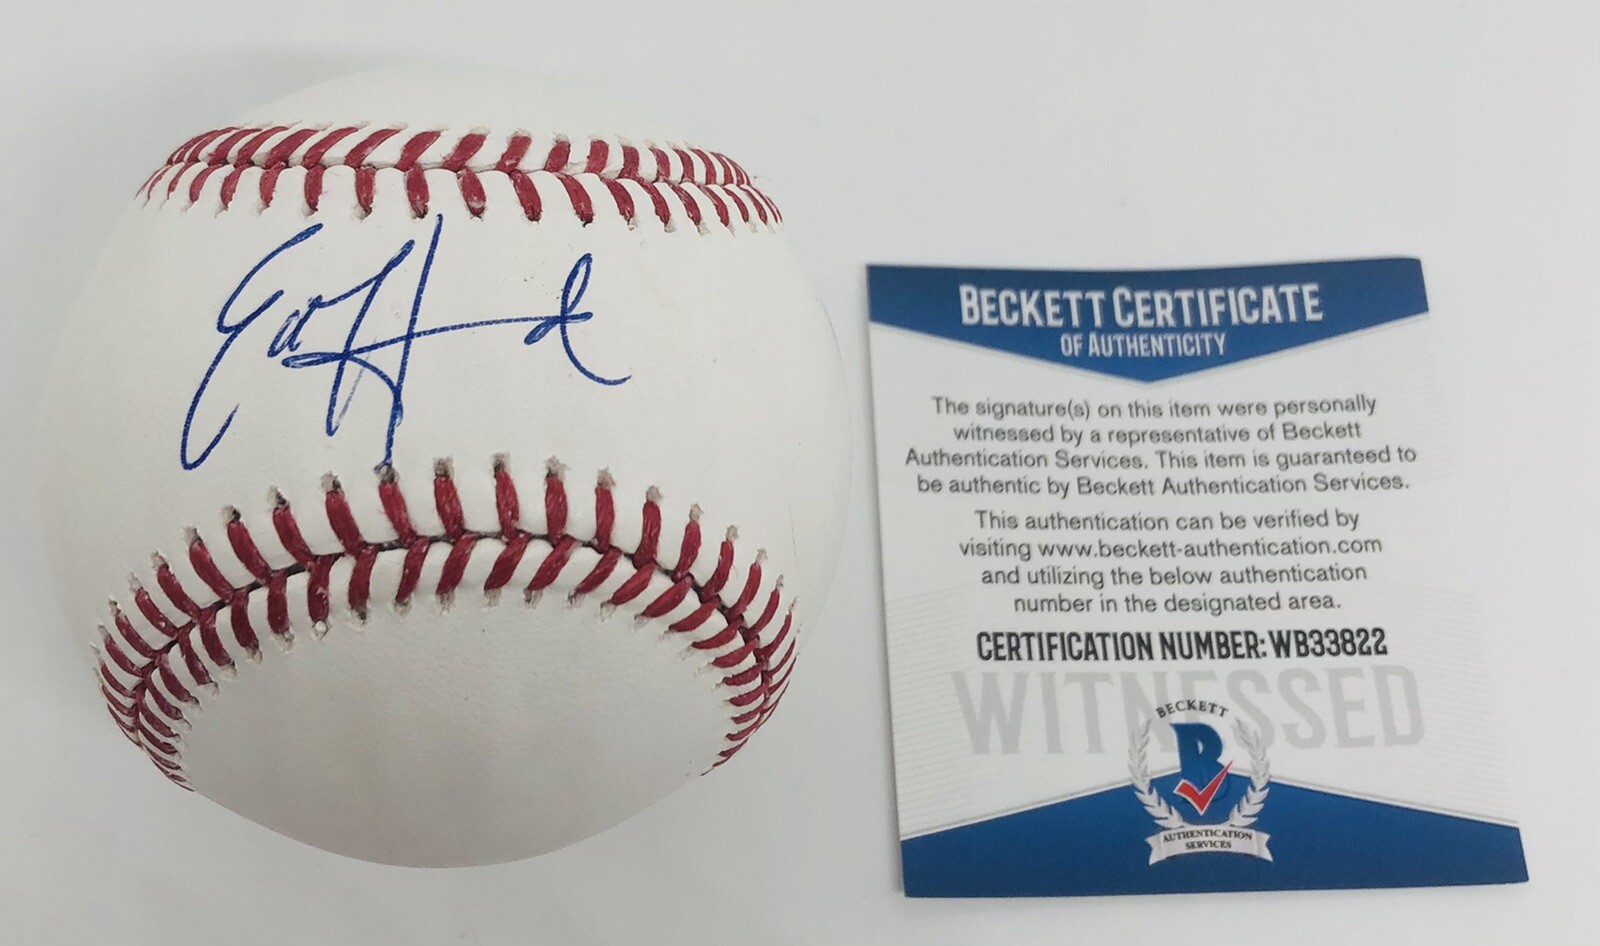 BECKETT CERTIFICATE
OF AUTHENTICITY
The signature(s) on this item were personally
witnessed by a representative of Beckett
Authentication Services. This item is guaranteed to
be authentic by Beckett Authentication Services.
This authentication can be verified by
visiting www.beckett-authentication.com
and utilizing the below authentication
number in the designated area.
CERTIFICATION NUMBER: WB33822
WITNESSED
BECKETT
B
AUTHENTICATION
SERVICES